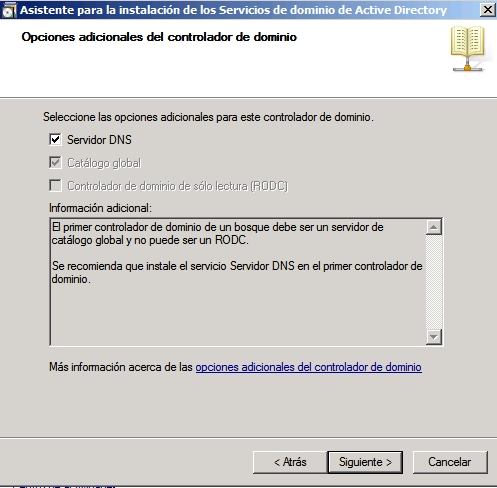 Asistente para la instalación de los Servicios de dominio de Active Directory
Opciones adicionales del controlador de dominio
Seleccione las opciones adicionales para este controlador de dominio.
Servidor DNS
Catálogo global
Controlador de dominio de sólo lectura (RODC)
Información adicional:
El primer controlador de dominio de un bosque debe ser un servidor de
catálogo global y no puede ser un RODC.
Se recomienda que instale el servicio Servidor DNS en el primer controlador de
dominio.
Más información acerca de las opciones adicionales del controlador de dominio
< Atrás Siguiente > Cancelar